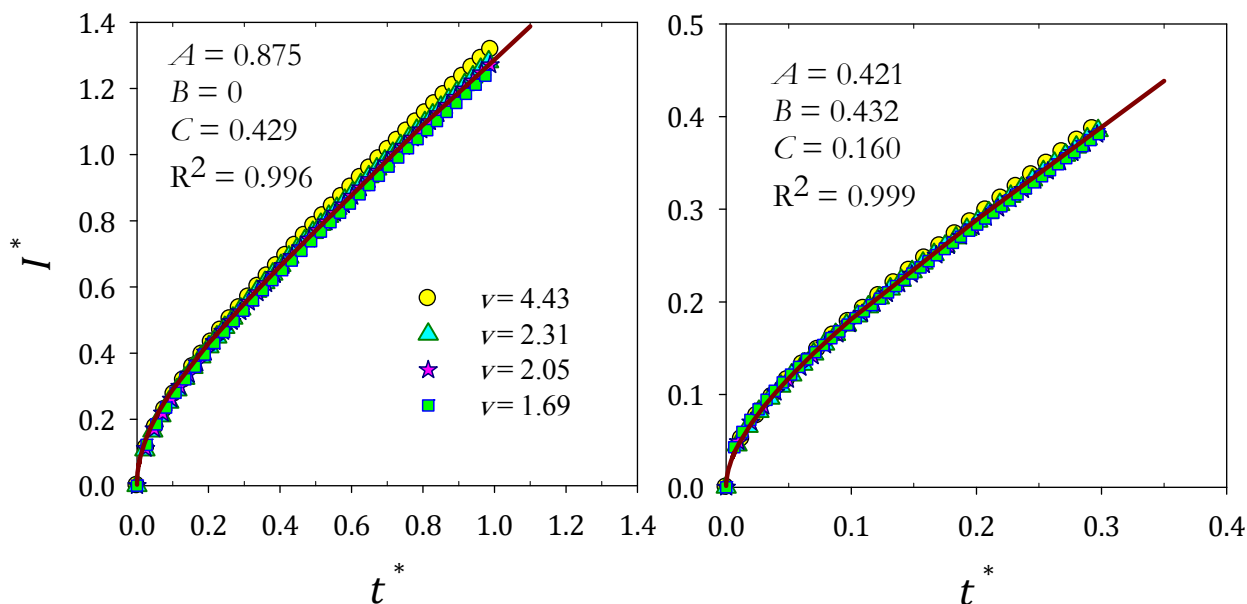 1.4
1.2
1.0
0.8
0.6
0.4
0.2
0.0
I*
A = 0.875
B = 0
C = 0.429
R² = 0.996
ν = 4.43
ν = 2.31
ν = 2.05
ν = 1.69
0.0 0.2 0.4 0.6 0.8 1.0 1.2 1.4
t*
0.5
0.4
0.3
0.2
0.1
0.0
A = 0.421
B = 0.432
C = 0.160
R² = 0.999
0.0 0.1 0.2 0.3 0.4
t*